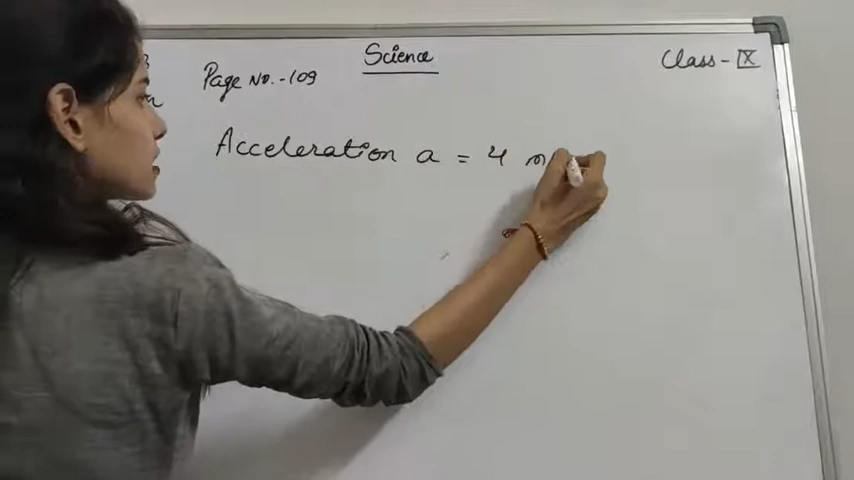 Science
Page No. - 109
Class - IX
Acceleration a = 4 m